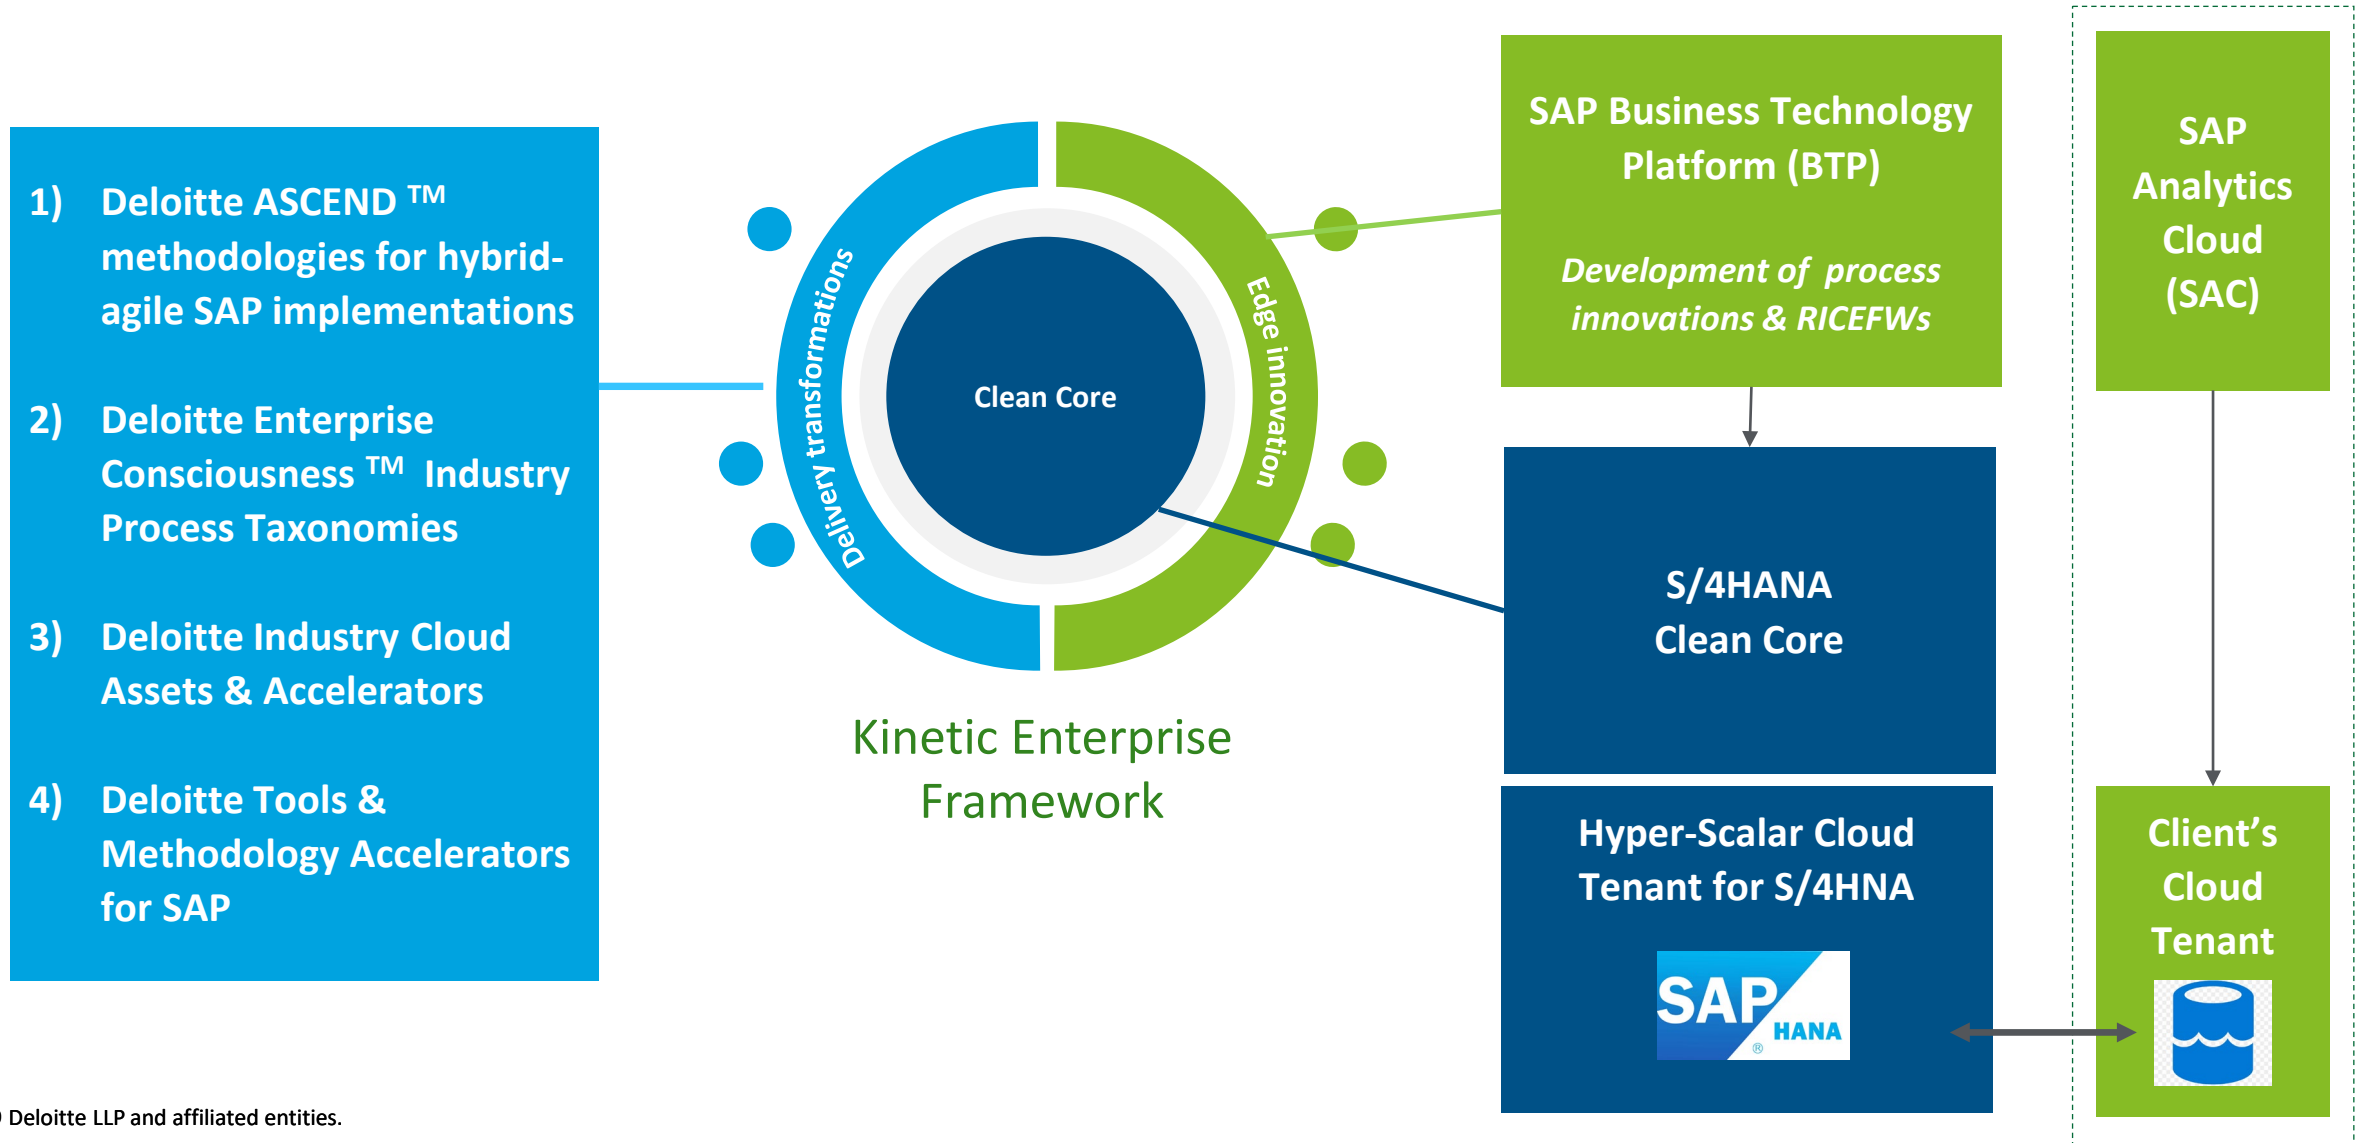 1) Deloitte ASCEND TM
methodologies for hybrid-
agile SAP implementations
2) Deloitte Enterprise
Consciousness TM Industry
Process Taxonomies
3) Deloitte Industry Cloud
Assets & Accelerators
4) Deloitte Tools &
Methodology Accelerators
for SAP
Delivery transformations
Clean Core
Edge innovation
Kinetic Enterprise
Framework
SAP Business Technology
Platform (BTP)
Development of process
innovations & RICEFWs
S/4HANA
Clean Core
Hyper-Scalar Cloud
Tenant for S/4HNA
SAP
®
HANA
SAP
Analytics
Cloud
(SAC)
Client’s
Cloud
Tenant
Deloitte LLP and affiliated entities.